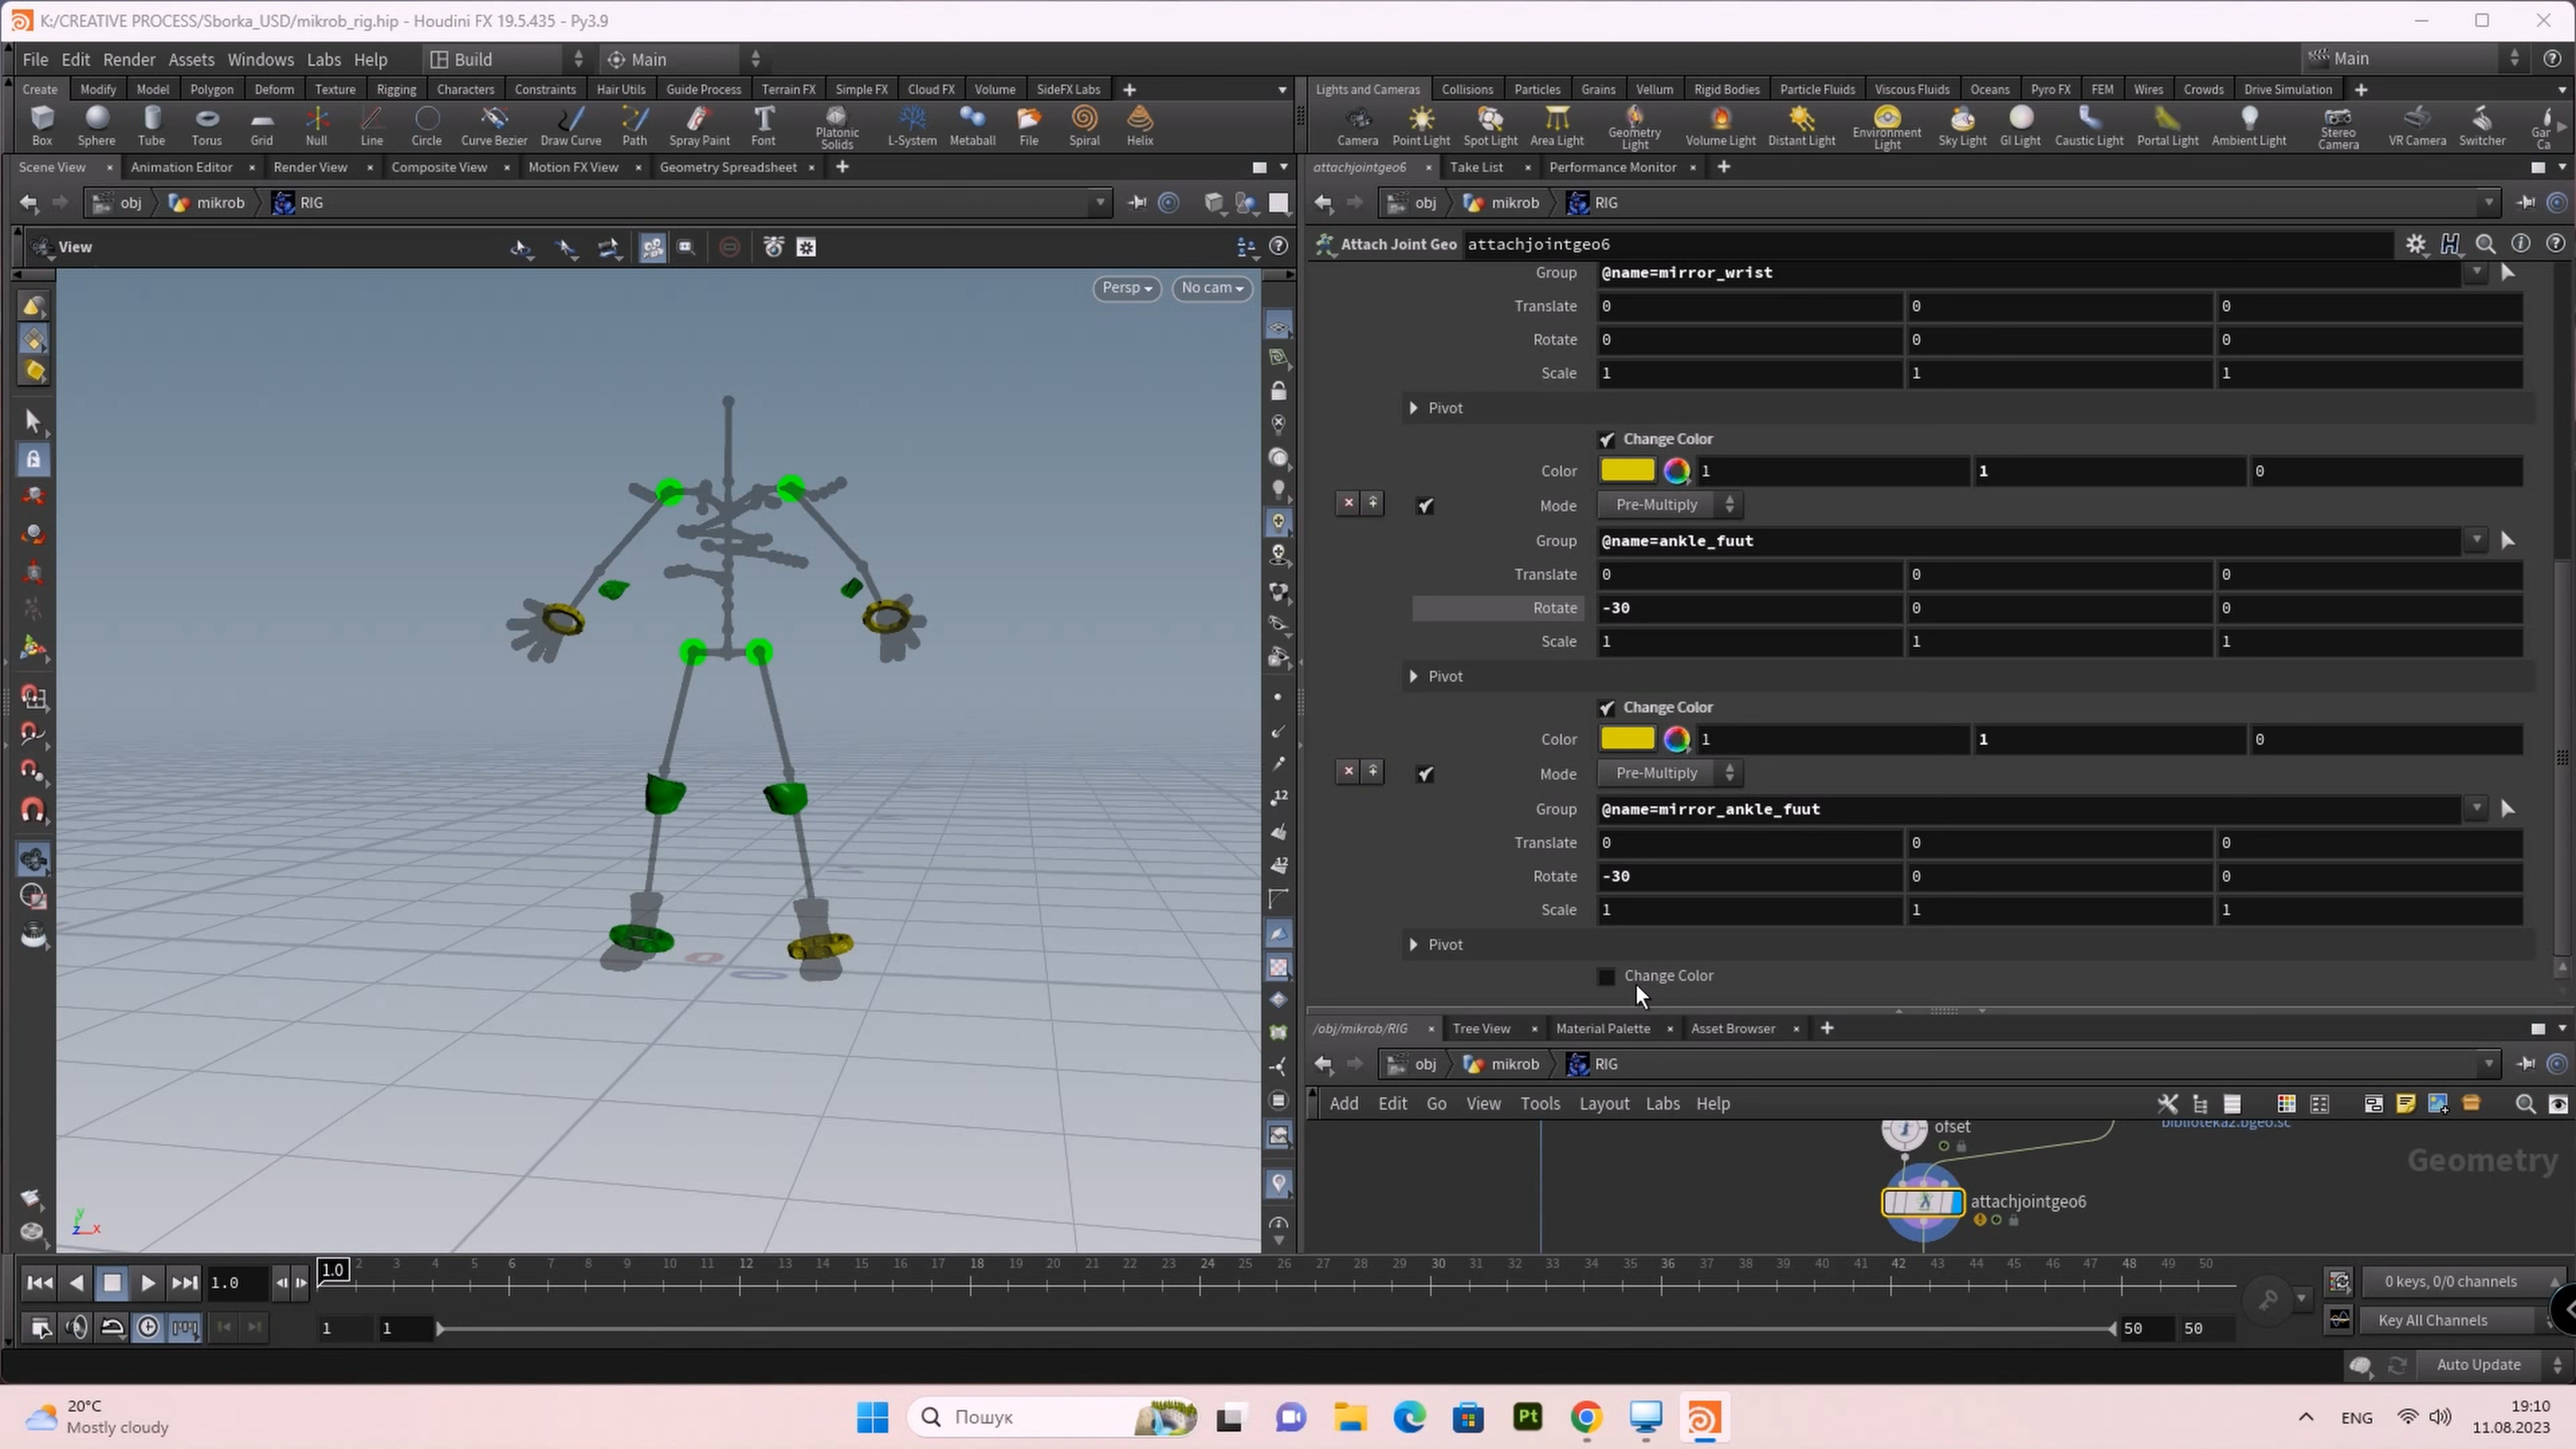 K:/CREATIVE PROCESS/Sborka_USD/mikrob_rig.hip - Houdini FX 19.5.435 - Py3.9
File Edit Render Assets Windows Labs Help Build Main Main
Create Modify Model Polygon Deform Texture Rigging Characters Constraints Hair Utils Guide Process Terrain FX Simple FX Cloud FX Volume SideFX Labs
Lights and Cameras Collisions Particles Grains Vellum Rigid Bodies Particle Fluids Viscous Fluids Oceans Pyro FX FEM Wires Crowds Drive Simulation
Box Sphere Tube Torus Grid Null Line Circle Curve Bezier Draw Curve Path Spray Paint Font Platonic Solids L-System Metaball File Spiral Helix
Camera Point Light Spot Light Area Light Geometry Light Volume Light Distant Light Environment Light Sky Light GI Light Caustic Light Portal Light Ambient Light Stereo Camera VR Camera Switcher Gar Ca
Scene View Animation Editor Render View Composite View Motion FX View Geometry Spreadsheet
attachjointgeo6 Take List Performance Monitor
obj mikrob RIG
obj mikrob RIG
View
Attach Joint Geo attachjointgeo6
Persp No cam
Group @name=mirror_wrist
Translate 0 0 0
Rotate 0 0 0
Scale 1 1 1
Pivot
Change Color
Color 1 1 0
Mode Pre-Multiply
Group @name=ankle_fuut
Translate 0 0 0
Rotate -30 0 0
Scale 1 1 1
Pivot
Change Color
Color 1 1 0
Mode Pre-Multiply
Group @name=mirror_ankle_fuut
Translate 0 0 0
Rotate -30 0 0
Scale 1 1 1
Pivot
Change Color
12
12
y
z x
/obj/mikrob/RIG Tree View Material Palette Asset Browser
obj mikrob RIG
Add Edit Go View Tools Layout Labs Help
ofset
biblioteka2.bgeo.sc
Geometry
attachjointgeo6
1.0 1.0 2 3 4 5 6 7 8 9 10 11 12 13 14 15 16 17 18 19 20 21 22 23 24 25 26 27 28 29 30 31 32 33 34 35 36 37 38 39 40 41 42 43 44 45 46 47 48 49 50
0 keys, 0/0 channels
1 1 50 50
Key All Channels
Auto Update
20°C
Mostly cloudy
Пошук
Pt
ENG
19:10
11.08.2023